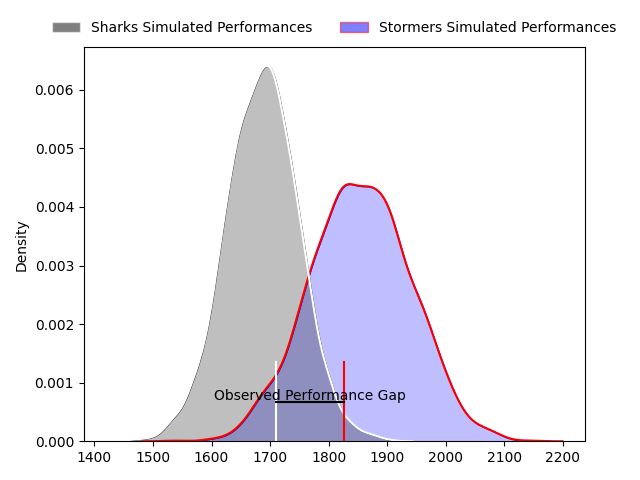 Sharks Simulated Performances Stormers Simulated Performances
0.006
0.005
0.004
0.003
0.002
0.001
0.000
Density
Observed Performance Gap
1400 1500 1600 1700 1800 1900 2000 2100 2200